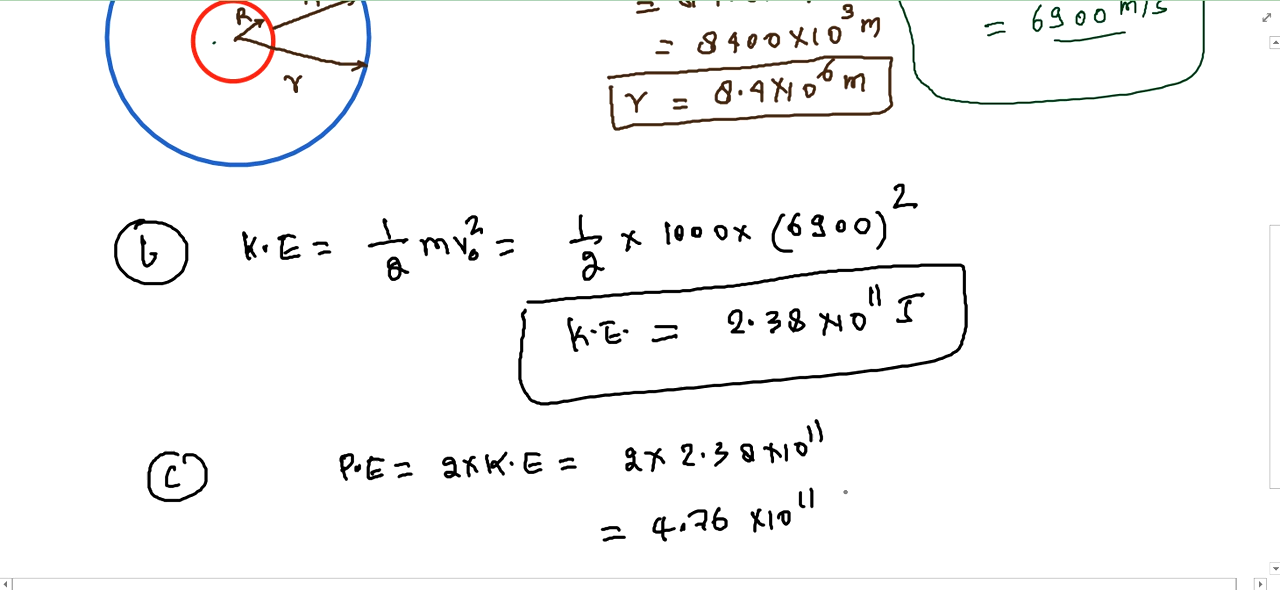 R
= 8400×10³ m
= 6900 m/s
r
r = 8.4×10⁶ m
b K.E = 1/2 mv₀² = 1/2 × 1000 × (6900)²
K.E. = 2.38 ×10¹¹ J
c P.E = 2×K.E = 2× 2.38 ×10¹¹
= 4.76 ×10¹¹